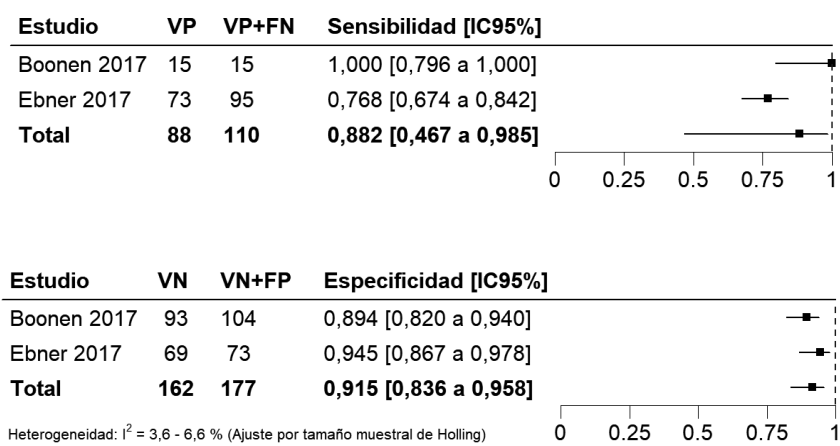 Estudio VP VP+FN Sensibilidad [IC95%]
Boonen 2017 15 15 1,000 [0,796 a 1,000]
Ebner 2017 73 95 0,768 [0,674 a 0,842]
Total 88 110 0,882 [0,467 a 0,985]
0 0.25 0.5 0.75 1
Estudio VN VN+FP Especificidad [IC95%]
Boonen 2017 93 104 0,894 [0,820 a 0,940]
Ebner 2017 69 73 0,945 [0,867 a 0,978]
Total 162 177 0,915 [0,836 a 0,958]
Heterogeneidad: I² = 3,6 - 6,6 % (Ajuste por tamaño muestral de Holling)
0 0.25 0.5 0.75 1